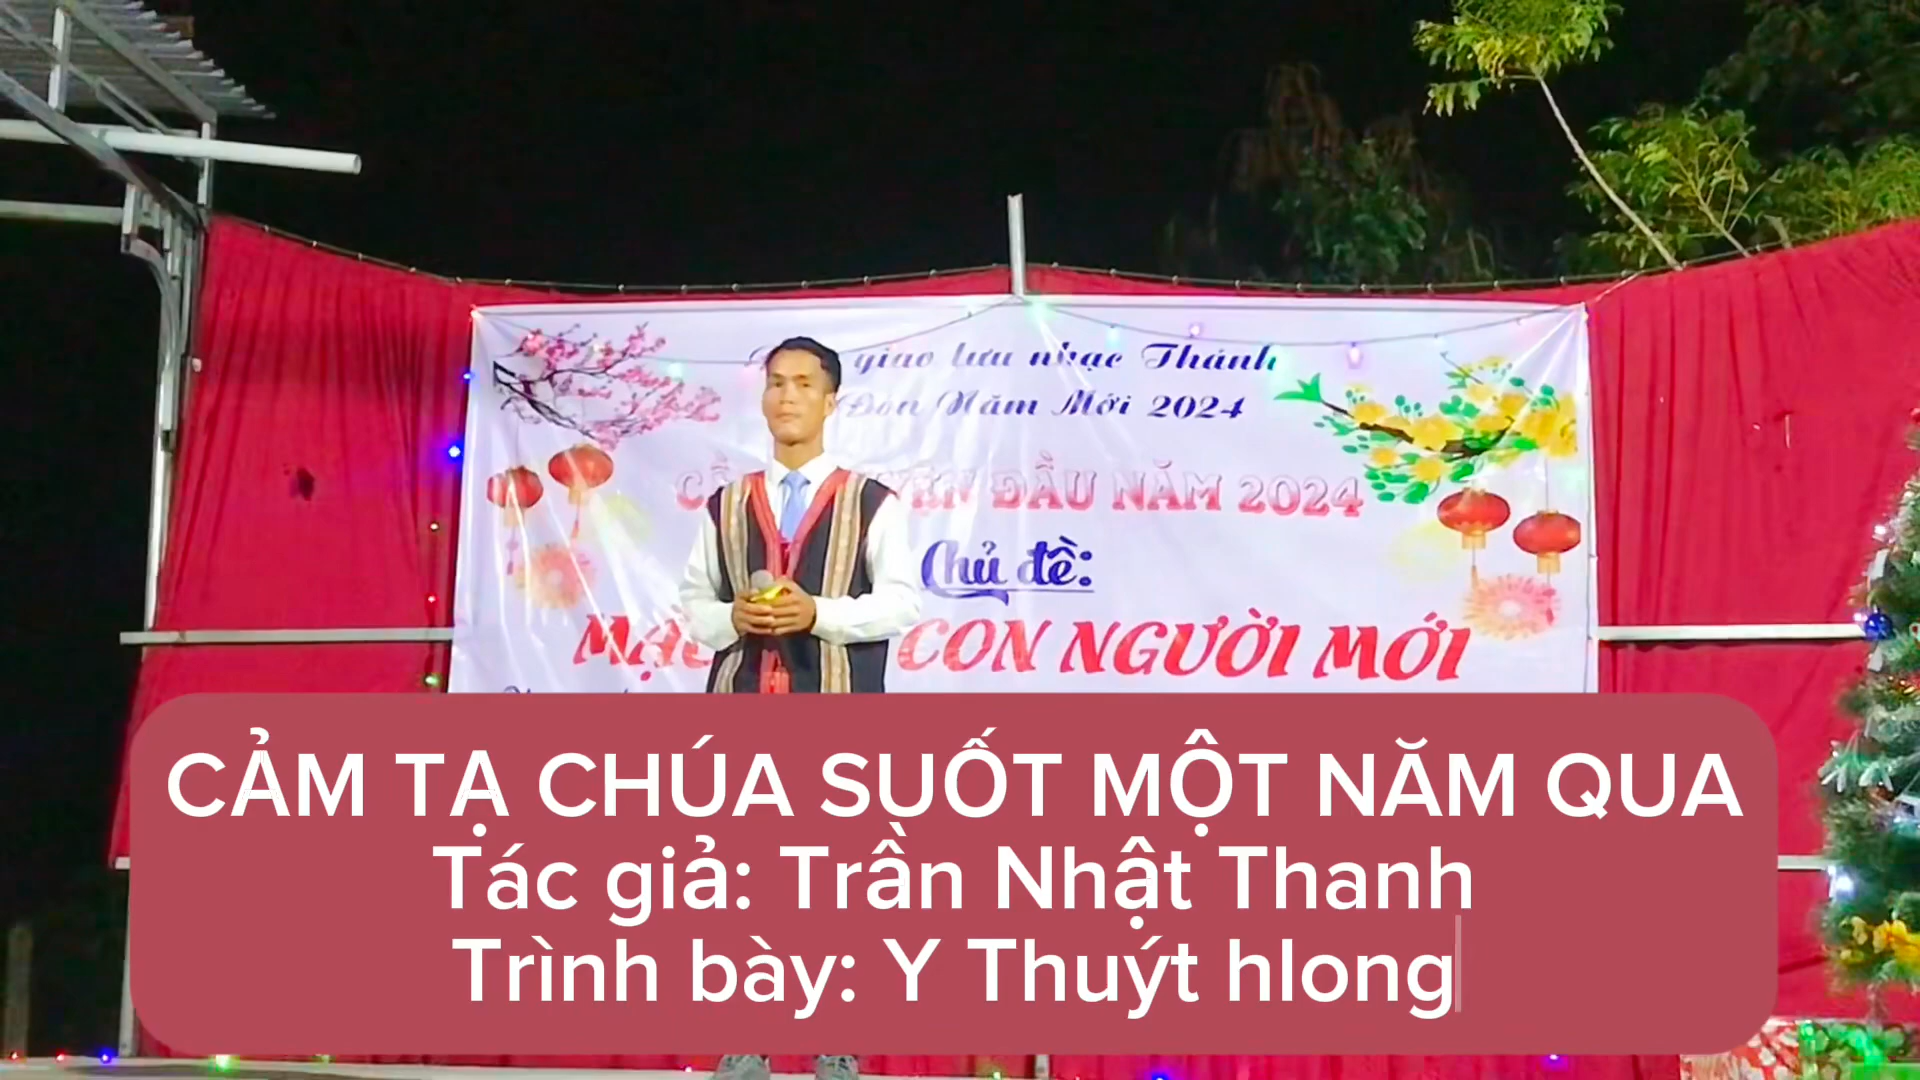 giao lưu nhạc Thánh
Đón Năm Mới 2024
ĐẦU NĂM 2024
Chủ đề:
CON NGƯỜI MỚI
CẢM TẠ CHÚA SUỐT MỘT NĂM QUA
Tác giả: Trần Nhật Thanh
Trình bày: Y Thuýt hlong